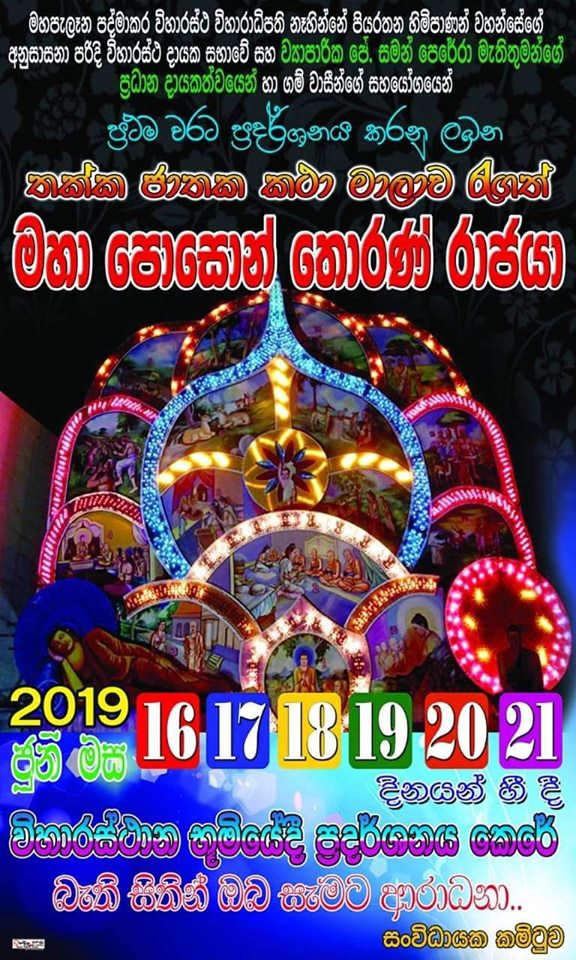 මහපැලෑන පද්මාකර විහාරස්ථ විහාරාධිපති නෑහින්නේ පියරතන හිමිපාණන් වහන්සේගේ
අනුසාසනා පරිදි විහාරස්ථ දායක සභාවේ සහ ව්‍යාපාරික ජේ. සමන් පෙරේරා මැතිතුමන්ගේ
ප්‍රධාන දායකත්වයෙන් හා ගම් වාසීන්ගේ සහයෝගයෙන්
ප්‍රථම වරට ප්‍රදර්ශනය කරනු ලබන
තක්ක ජාතක කථා මාලාව රැගත්
මහා පොසොන් තොරණ් රාජයා
2019 ජුනි මස 16 17 18 19 20 21
දිනයන් හී දී
විහාරස්ථාන භූමියේදී ප්‍රදර්ශනය කෙරේ
බැති සිතින් ඔබ සැමට ආරාධනා..
සංවිධායක කමිටුව